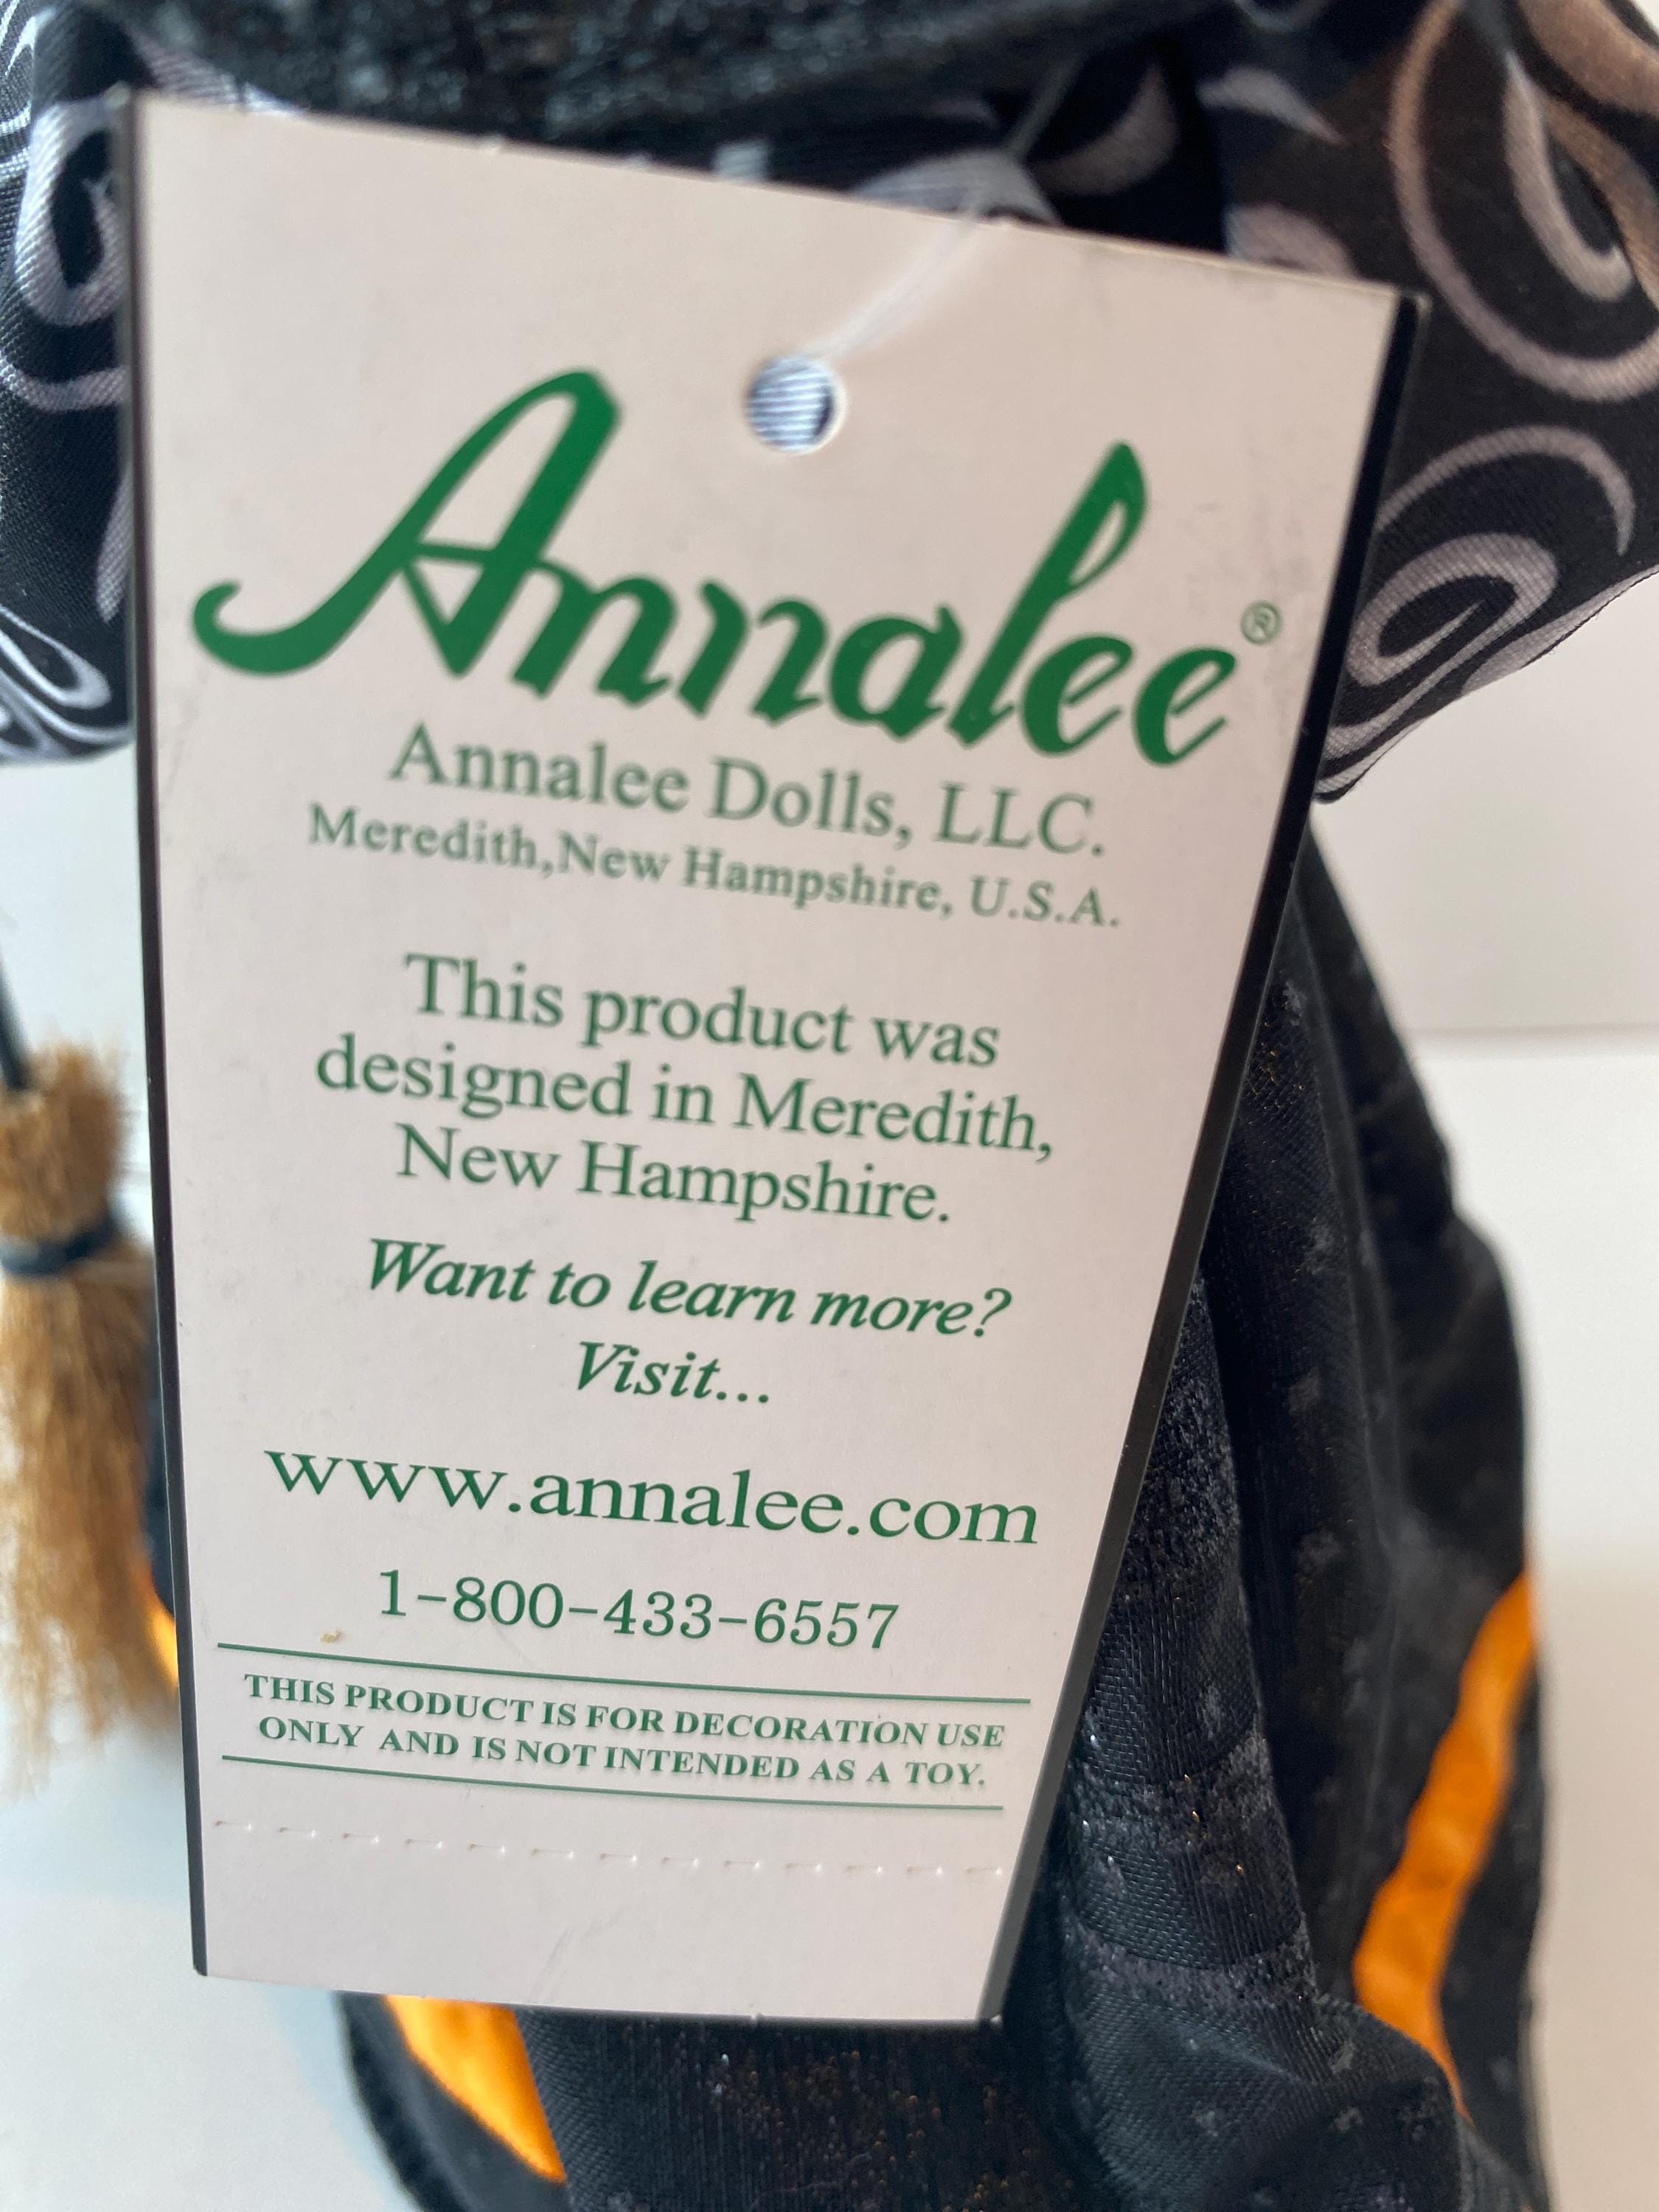 Annalee®
Annalee Dolls, LLC.
Meredith,New Hampshire, U.S.A.
This product was
designed in Meredith,
New Hampshire.
Want to learn more?
Visit...
www.annalee.com
1-800-433-6557
THIS PRODUCT IS FOR DECORATION USE
ONLY AND IS NOT INTENDED AS A TOY.